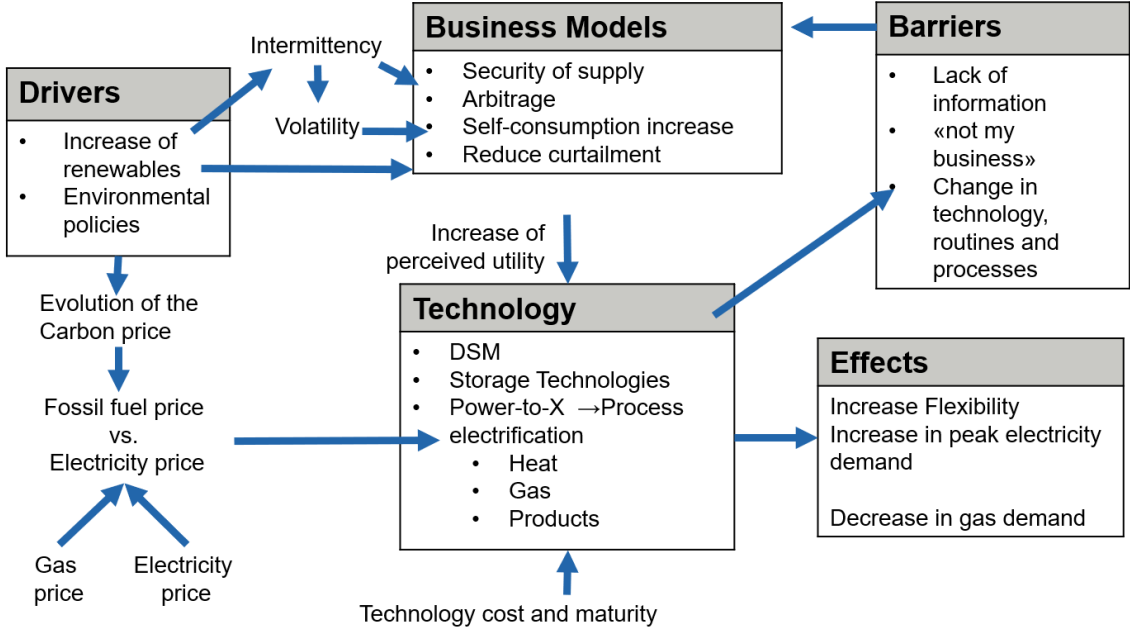 Drivers
• Increase of
renewables
• Environmental
policies
Intermittency
Volatility
Business Models
• Security of supply
• Arbitrage
• Self-consumption increase
• Reduce curtailment
Barriers
• Lack of
information
• «not my
business»
• Change in
technology,
routines and
processes
Increase of
perceived utility
Evolution of the
Carbon price
Fossil fuel price
vs.
Electricity price
Gas
price
Electricity
price
Technology
• DSM
• Storage Technologies
• Power-to-X →Process
electrification
• Heat
• Gas
• Products
Technology cost and maturity
Effects
Increase Flexibility
Increase in peak electricity
demand
Decrease in gas demand